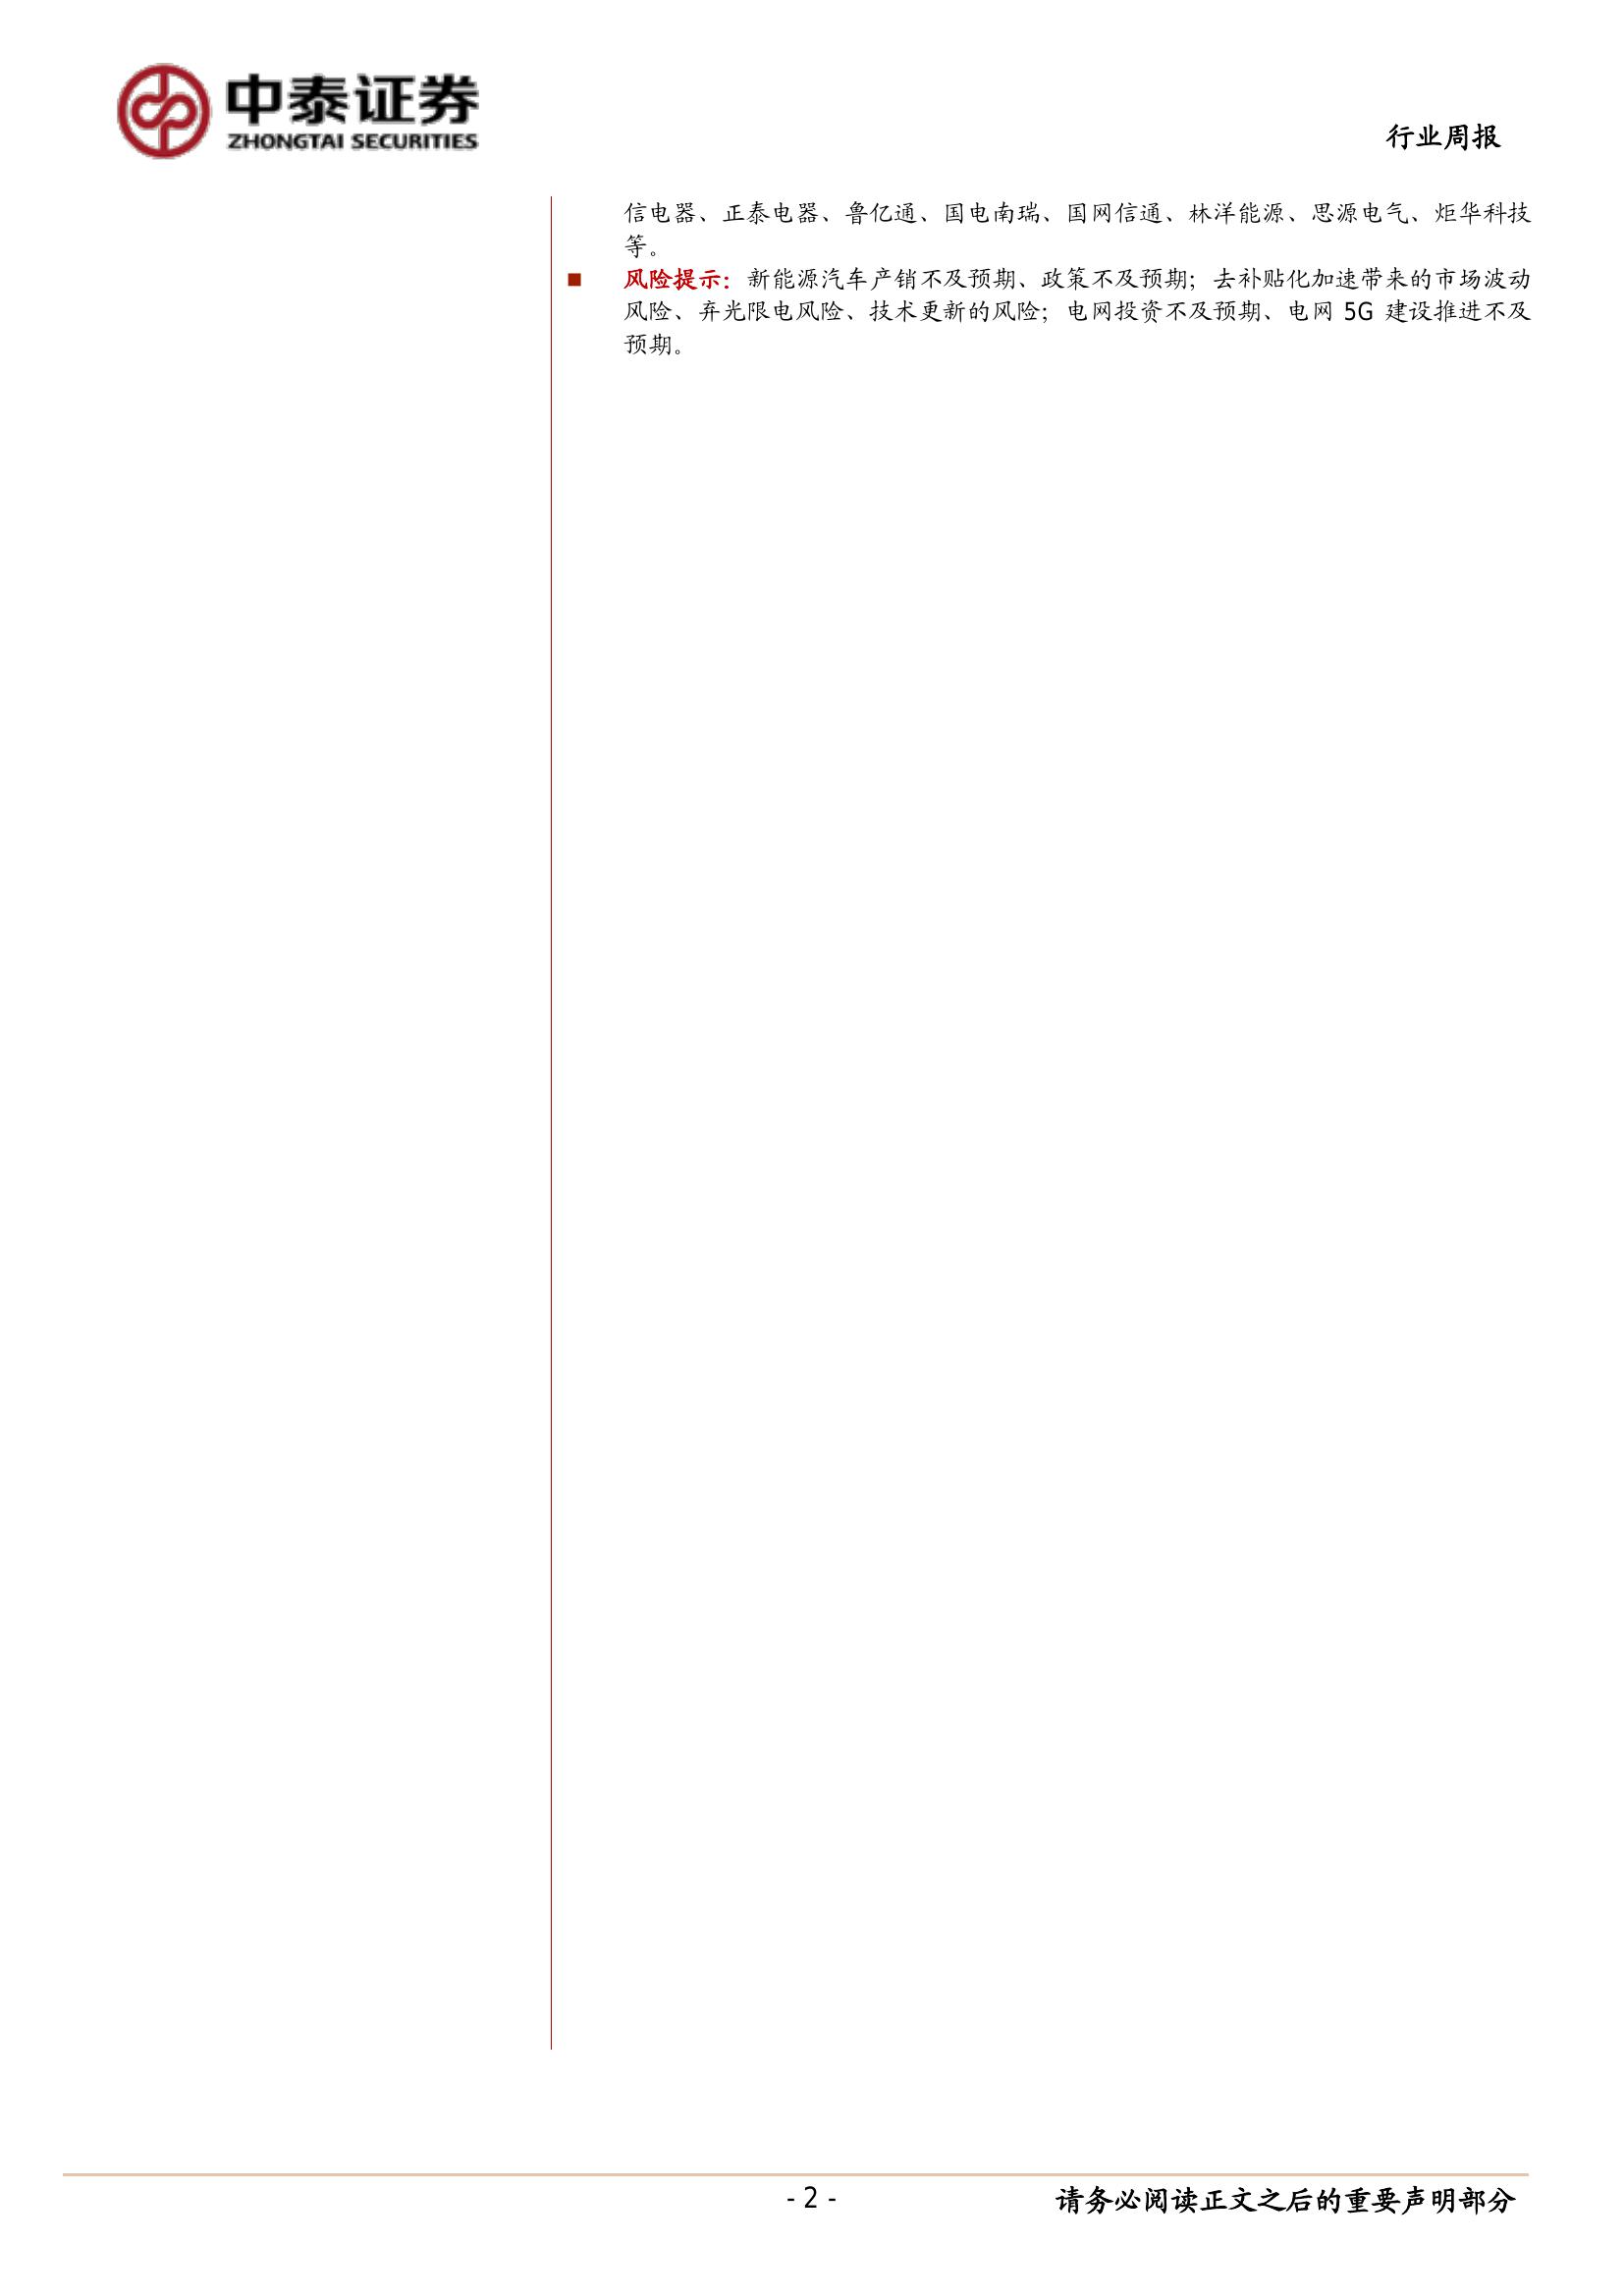 中泰证券
ZHONGTAI SECURITIES
行业周报
信电器、正泰电器、鲁亿通、国电南瑞、国网信通、林洋能源、思源电气、炬华科技
等。
■ 风险提示：新能源汽车产销不及预期、政策不及预期；去补贴化加速带来的市场波动
风险、弃光限电风险、技术更新的风险；电网投资不及预期、电网 5G 建设推进不及
预期。
- 2 -
请务必阅读正文之后的重要声明部分